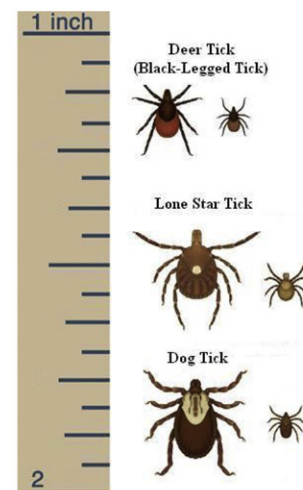 1 inch
Deer Tick
(Black-Legged Tick)
Lone Star Tick
Dog Tick
2